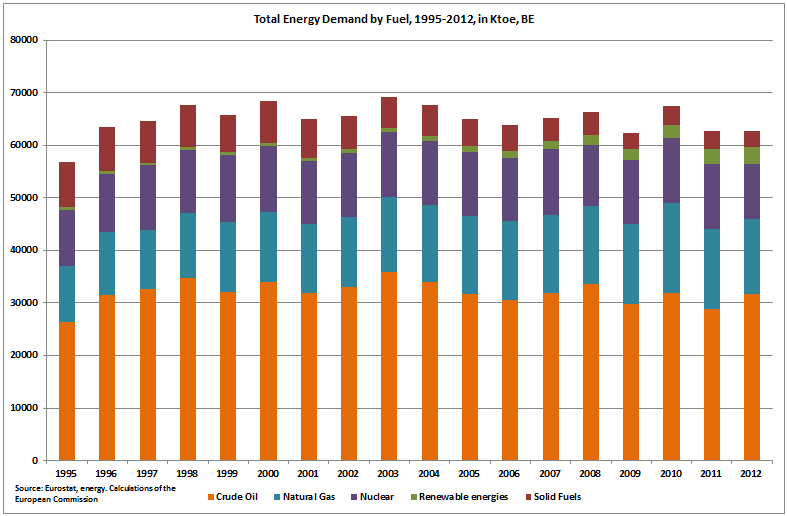 Total Energy Demand by Fuel, 1995-2012, in Ktoe, BE
80000
70000
60000
50000
40000
30000
20000
10000
0
1995 1996 1997 1998 1999 2000 2001 2002 2003 2004 2005 2006 2007 2008 2009 2010 2011 2012
Source: Eurostat, energy. Calculations of the
European Commission
Crude Oil Natural Gas Nuclear Renewable energies Solid Fuels